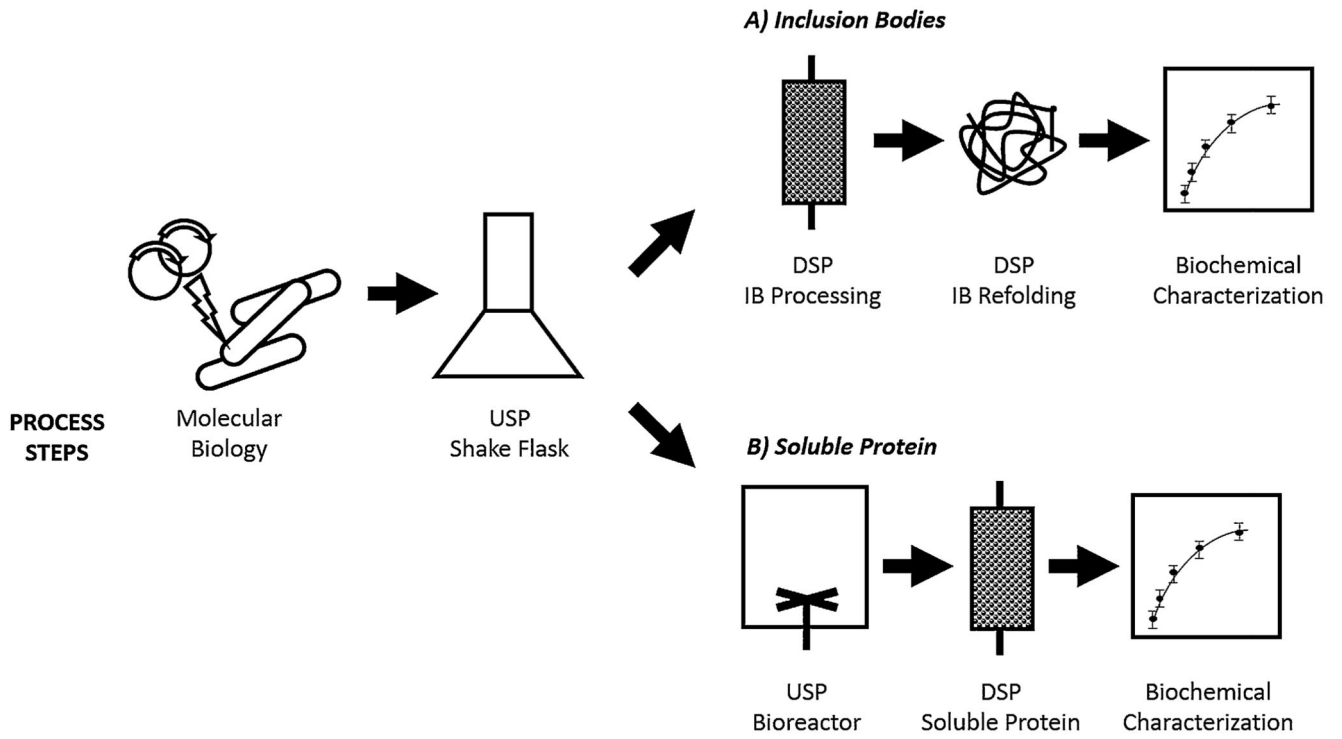 A) Inclusion Bodies
DSP
IB Processing
DSP
IB Refolding
Biochemical
Characterization
PROCESS
STEPS
Molecular
Biology
USP
Shake Flask
B) Soluble Protein
USP
Bioreactor
DSP
Soluble Protein
Biochemical
Characterization